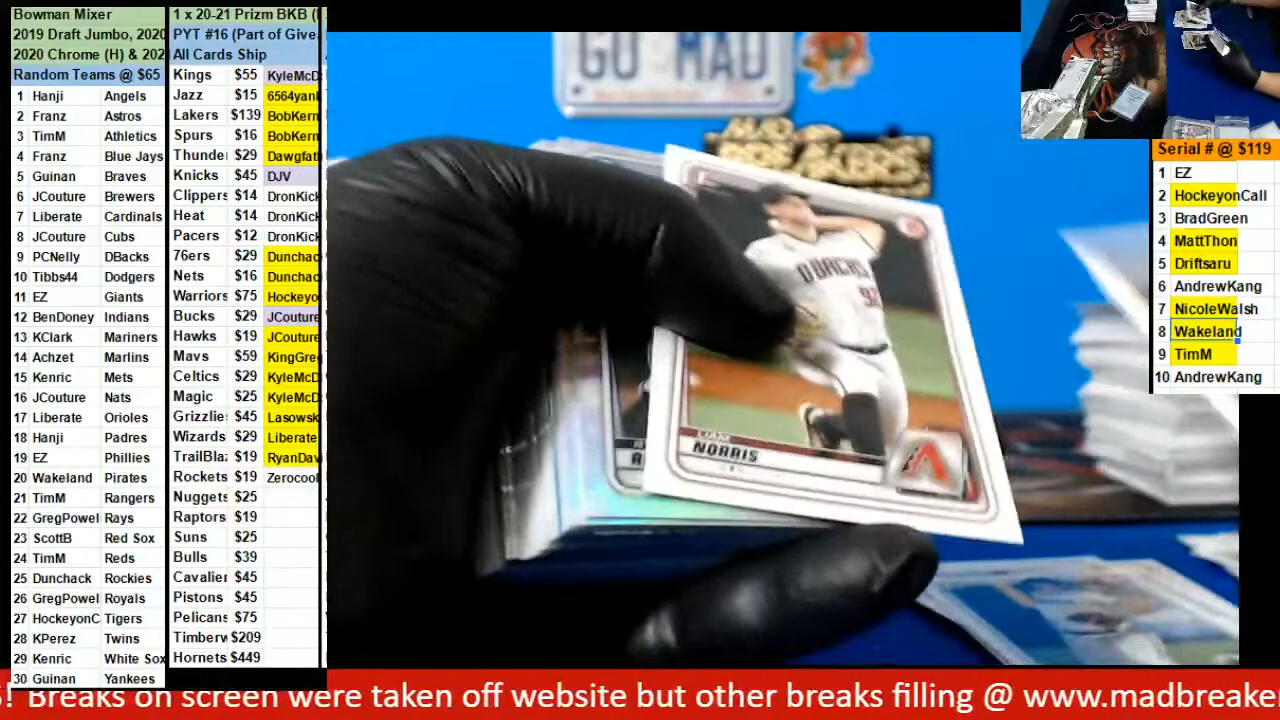 Bowman Mixer
2019 Draft Jumbo, 2020
2020 Chrome (H) & 202
Random Teams @ $65
1 Hanji Angels
2 Franz Astros
3 TimM Athletics
4 Franz Blue Jays
5 Guinan Braves
6 JCouture Brewers
7 Liberate Cardinals
8 JCouture Cubs
9 PCNelly DBacks
10 Tibbs44 Dodgers
11 EZ Giants
12 BenDoney Indians
13 KClark Mariners
14 Achzet Marlins
15 Kenric Mets
16 JCouture Nats
17 Liberate Orioles
18 Hanji Padres
19 EZ Phillies
20 Wakeland Pirates
21 TimM Rangers
22 GregPowel Rays
23 ScottB Red Sox
24 TimM Reds
25 Dunchack Rockies
26 GregPowel Royals
27 HockeyonC Tigers
28 KPerez Twins
29 Kenric White Sox
30 Guinan Yankees
1 x 20-21 Prizm BKB (
PYT #16 (Part of Give
All Cards Ship
Kings $55 KyleMcD
Jazz $15 6564yan
Lakers $139 BobKern
Spurs $16 BobKern
Thunde $29 Dawgfat
Knicks $45 DJV
Clippers $14 DronKick
Heat $14 DronKick
Pacers $12 DronKick
76ers $29 Dunchac
Nets $16 Dunchac
Warriors $75 Hockeyo
Bucks $29 JCouture
Hawks $19 JCouture
Mavs $59 KingGre
Celtics $29 KyleMcD
Magic $25 KyleMcD
Grizzlie $45 Lasowsk
Wizards $29 Liberate
TrailBla $19 RyanDavi
Rockets $19 Zerocool
Nuggets $25
Raptors $19
Suns $25
Bulls $39
Cavalier $45
Pistons $45
Pelicans $75
Timberw $209
Hornets $449
GO MAD
NORRIS
Serial # @ $119
1 EZ
2 HockeyonCall
3 BradGreen
4 MattThon
5 Driftsaru
6 AndrewKang
7 NicoleWalsh
8 Wakeland
9 TimM
10 AndrewKang
s! Breaks on screen were taken off website but other breaks filling @ www.madbreake